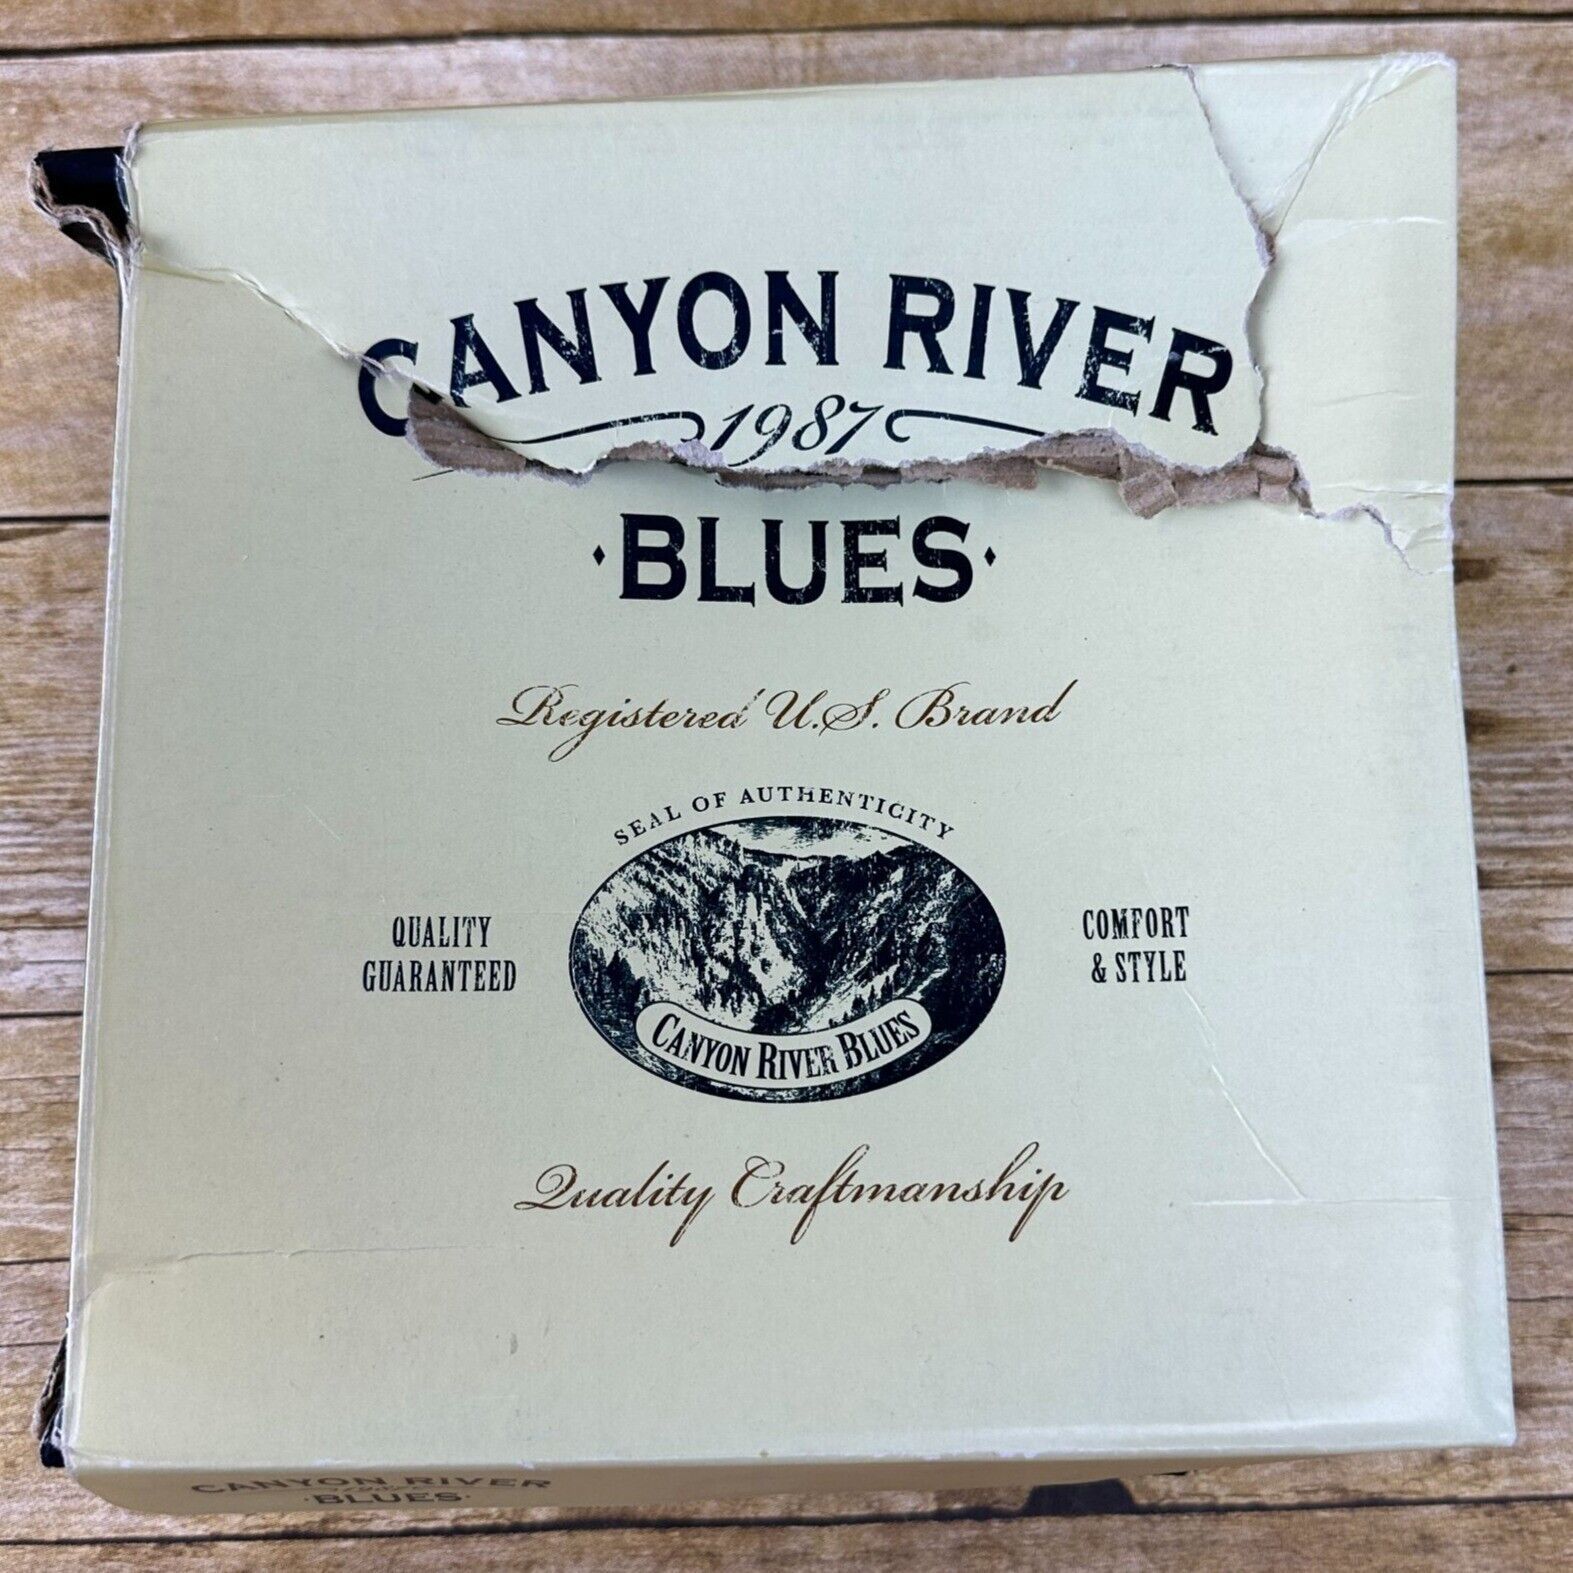 CANYON RIVER
1987
·BLUES·
Registered U.S. Brand
SEAL OF AUTHENTICITY
QUALITY
GUARANTEED
COMFORT
& STYLE
CANYON RIVER BLUES
Quality Craftmanship
CANYON RIVER
·BLUES·